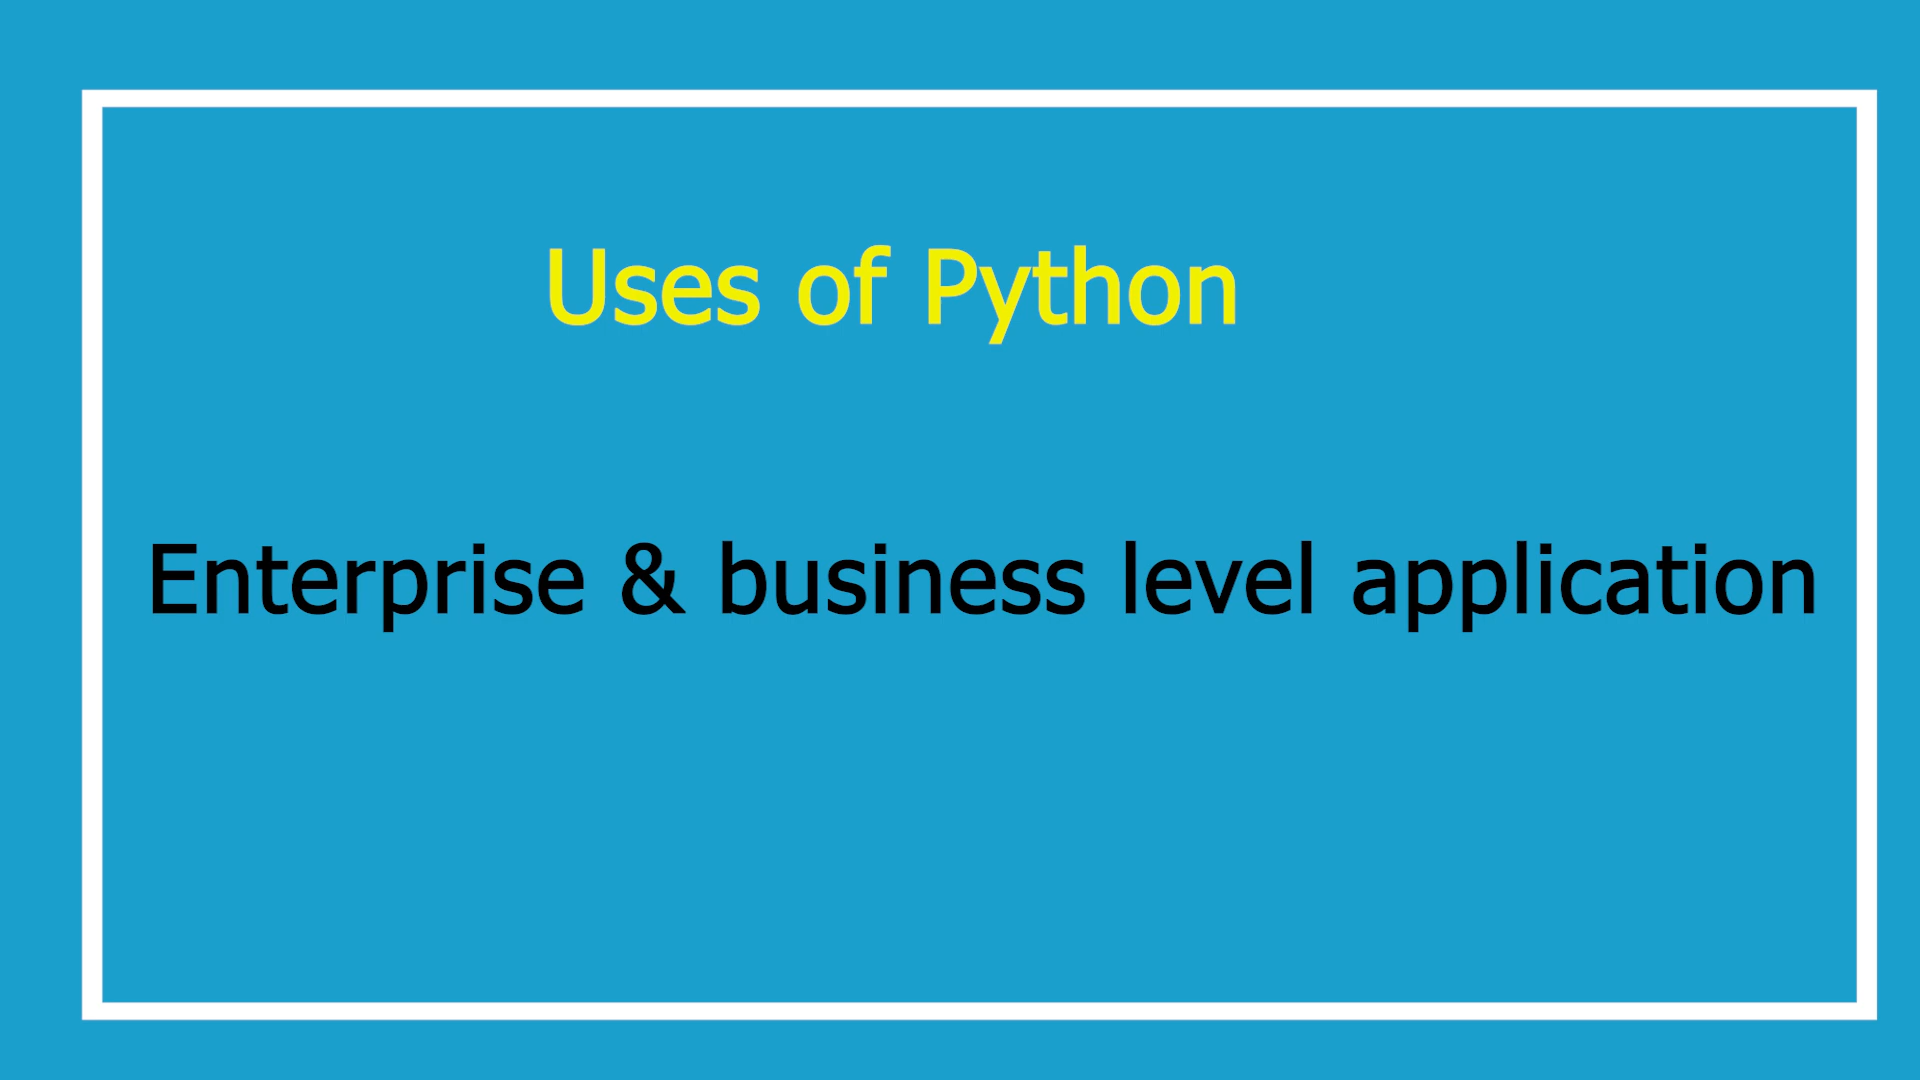 Uses of Python
Enterprise & business level application